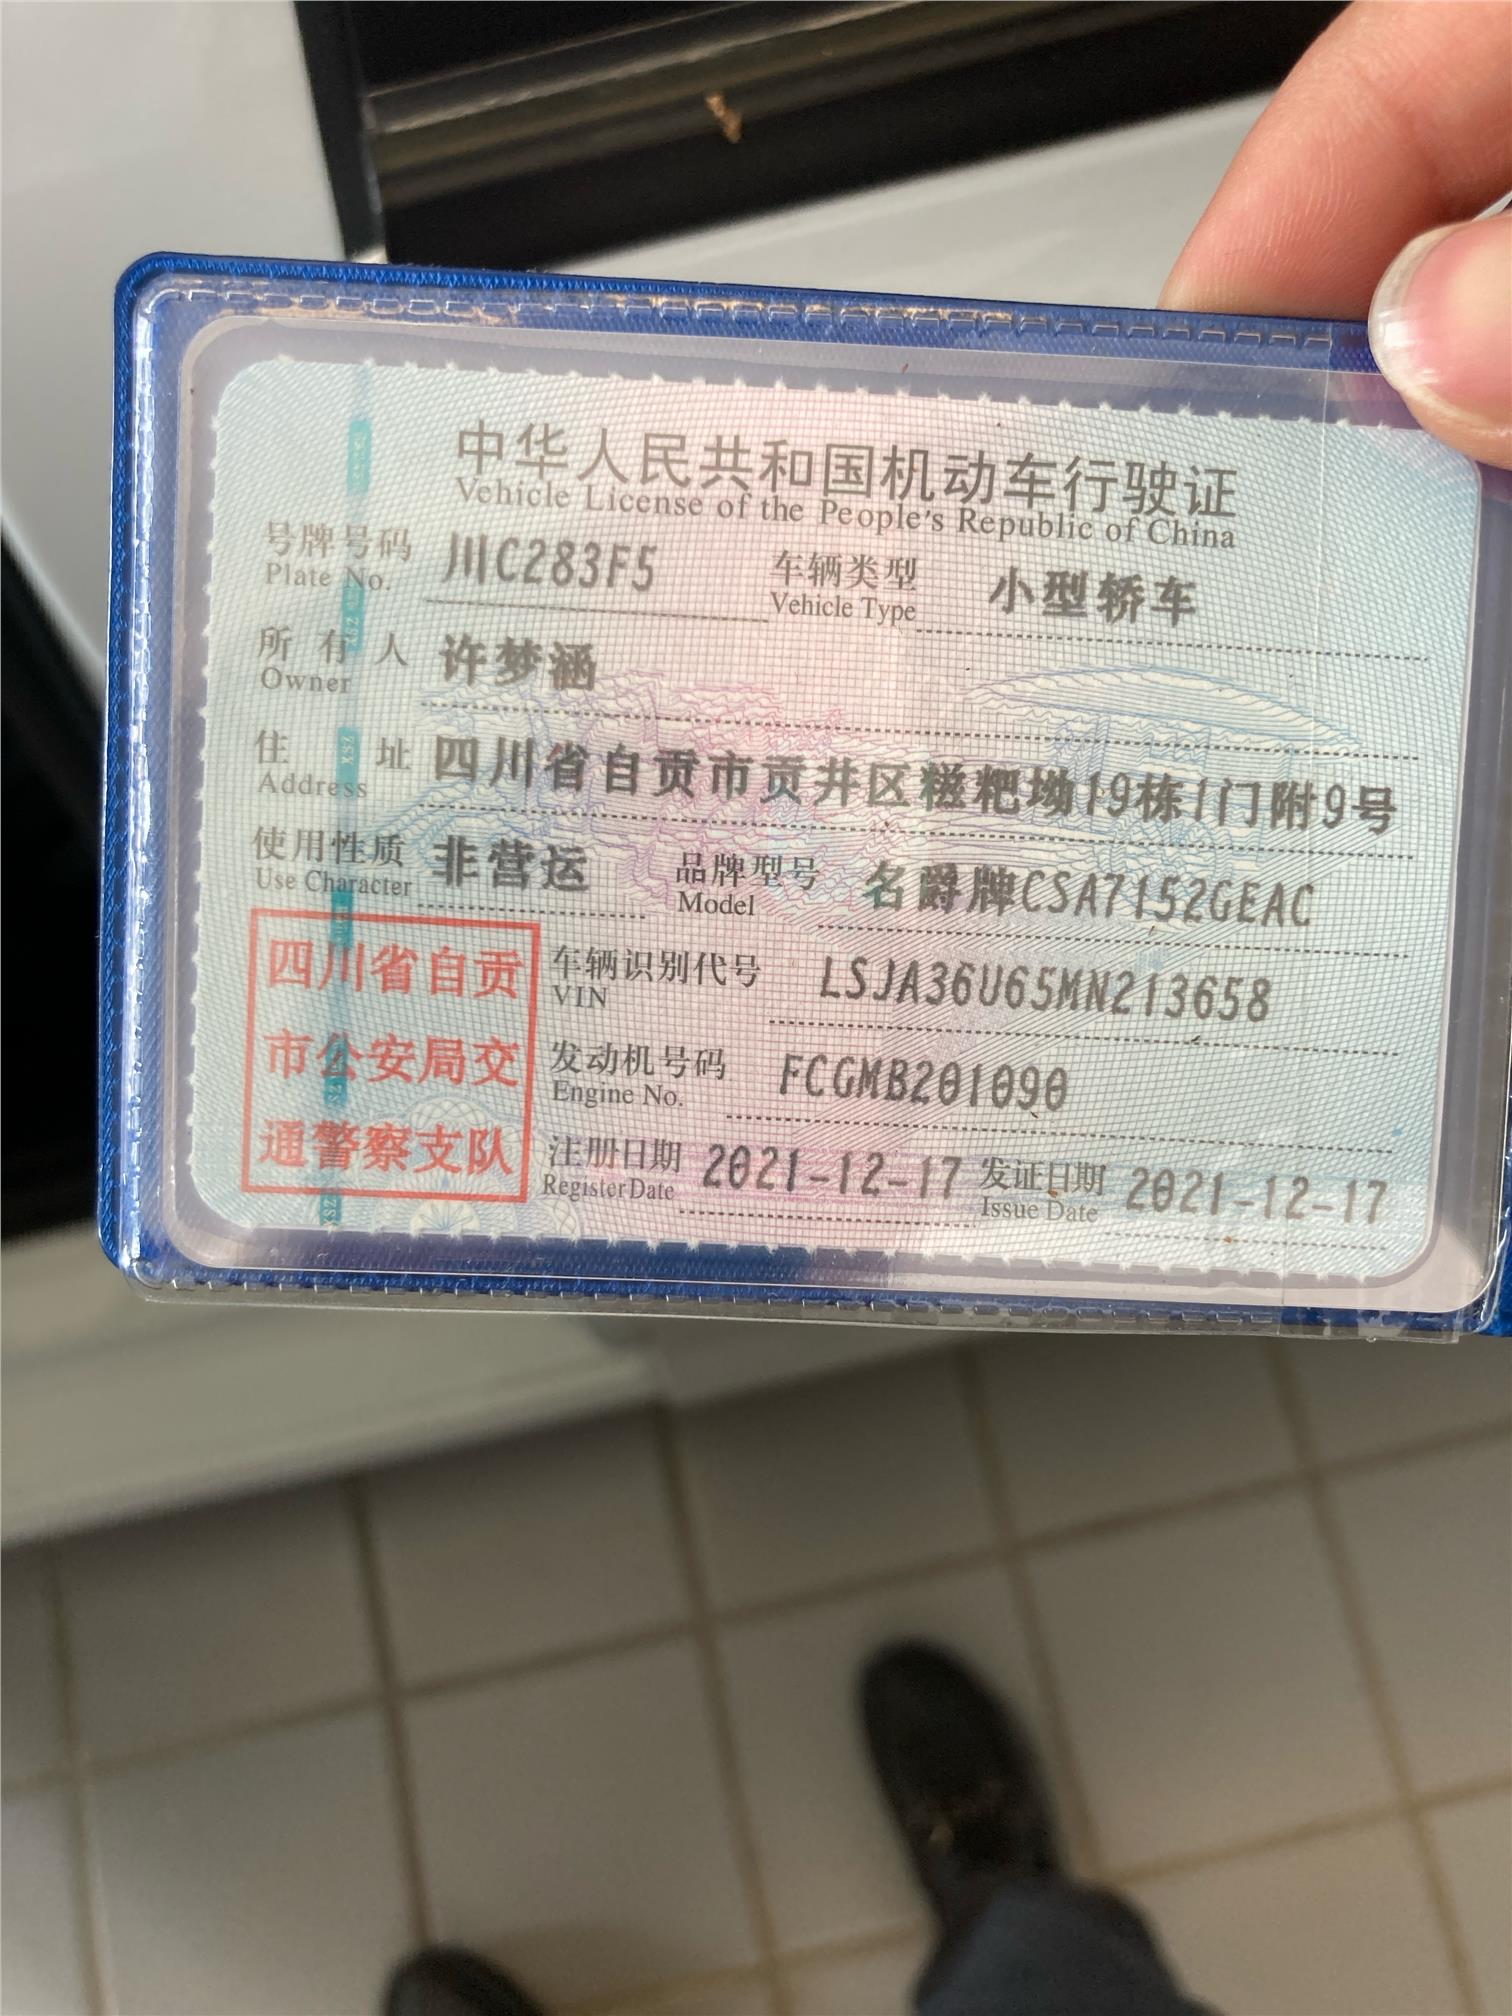 中华人民共和国机动车行驶证
Vehicle License of the People's Republic of China
号牌号码 川C283F5 车辆类型 小型轿车
Plate No. Vehicle Type
所有人 许梦涵
Owner
住址 四川省自贡市贡井区糍粑坳19栋1门附9号
Address
使用性质 非营运 品牌型号 名爵牌CSA7152GEAC
Use Character Model
四川省自贡
市公安局交
通警察支队
车辆识别代号 LSJA36U65MN213658
VIN
发动机号码 FCGMB201090
Engine No.
注册日期 2021-12-17 发证日期 2021-12-17
Register Date Issue Date